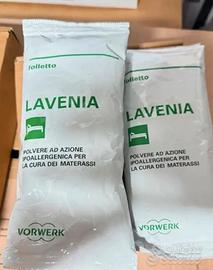 folletto
LAVENIA
POLVERE AD AZIONE
IPOALLERGENICA PER
LA CURA DEI MATERASSI
VORWERK
folletto
LAVENIA
POLVERE AD AZIONE
IPOALLERGENICA PER
LA CURA DEI MATERASSI
VORWERK